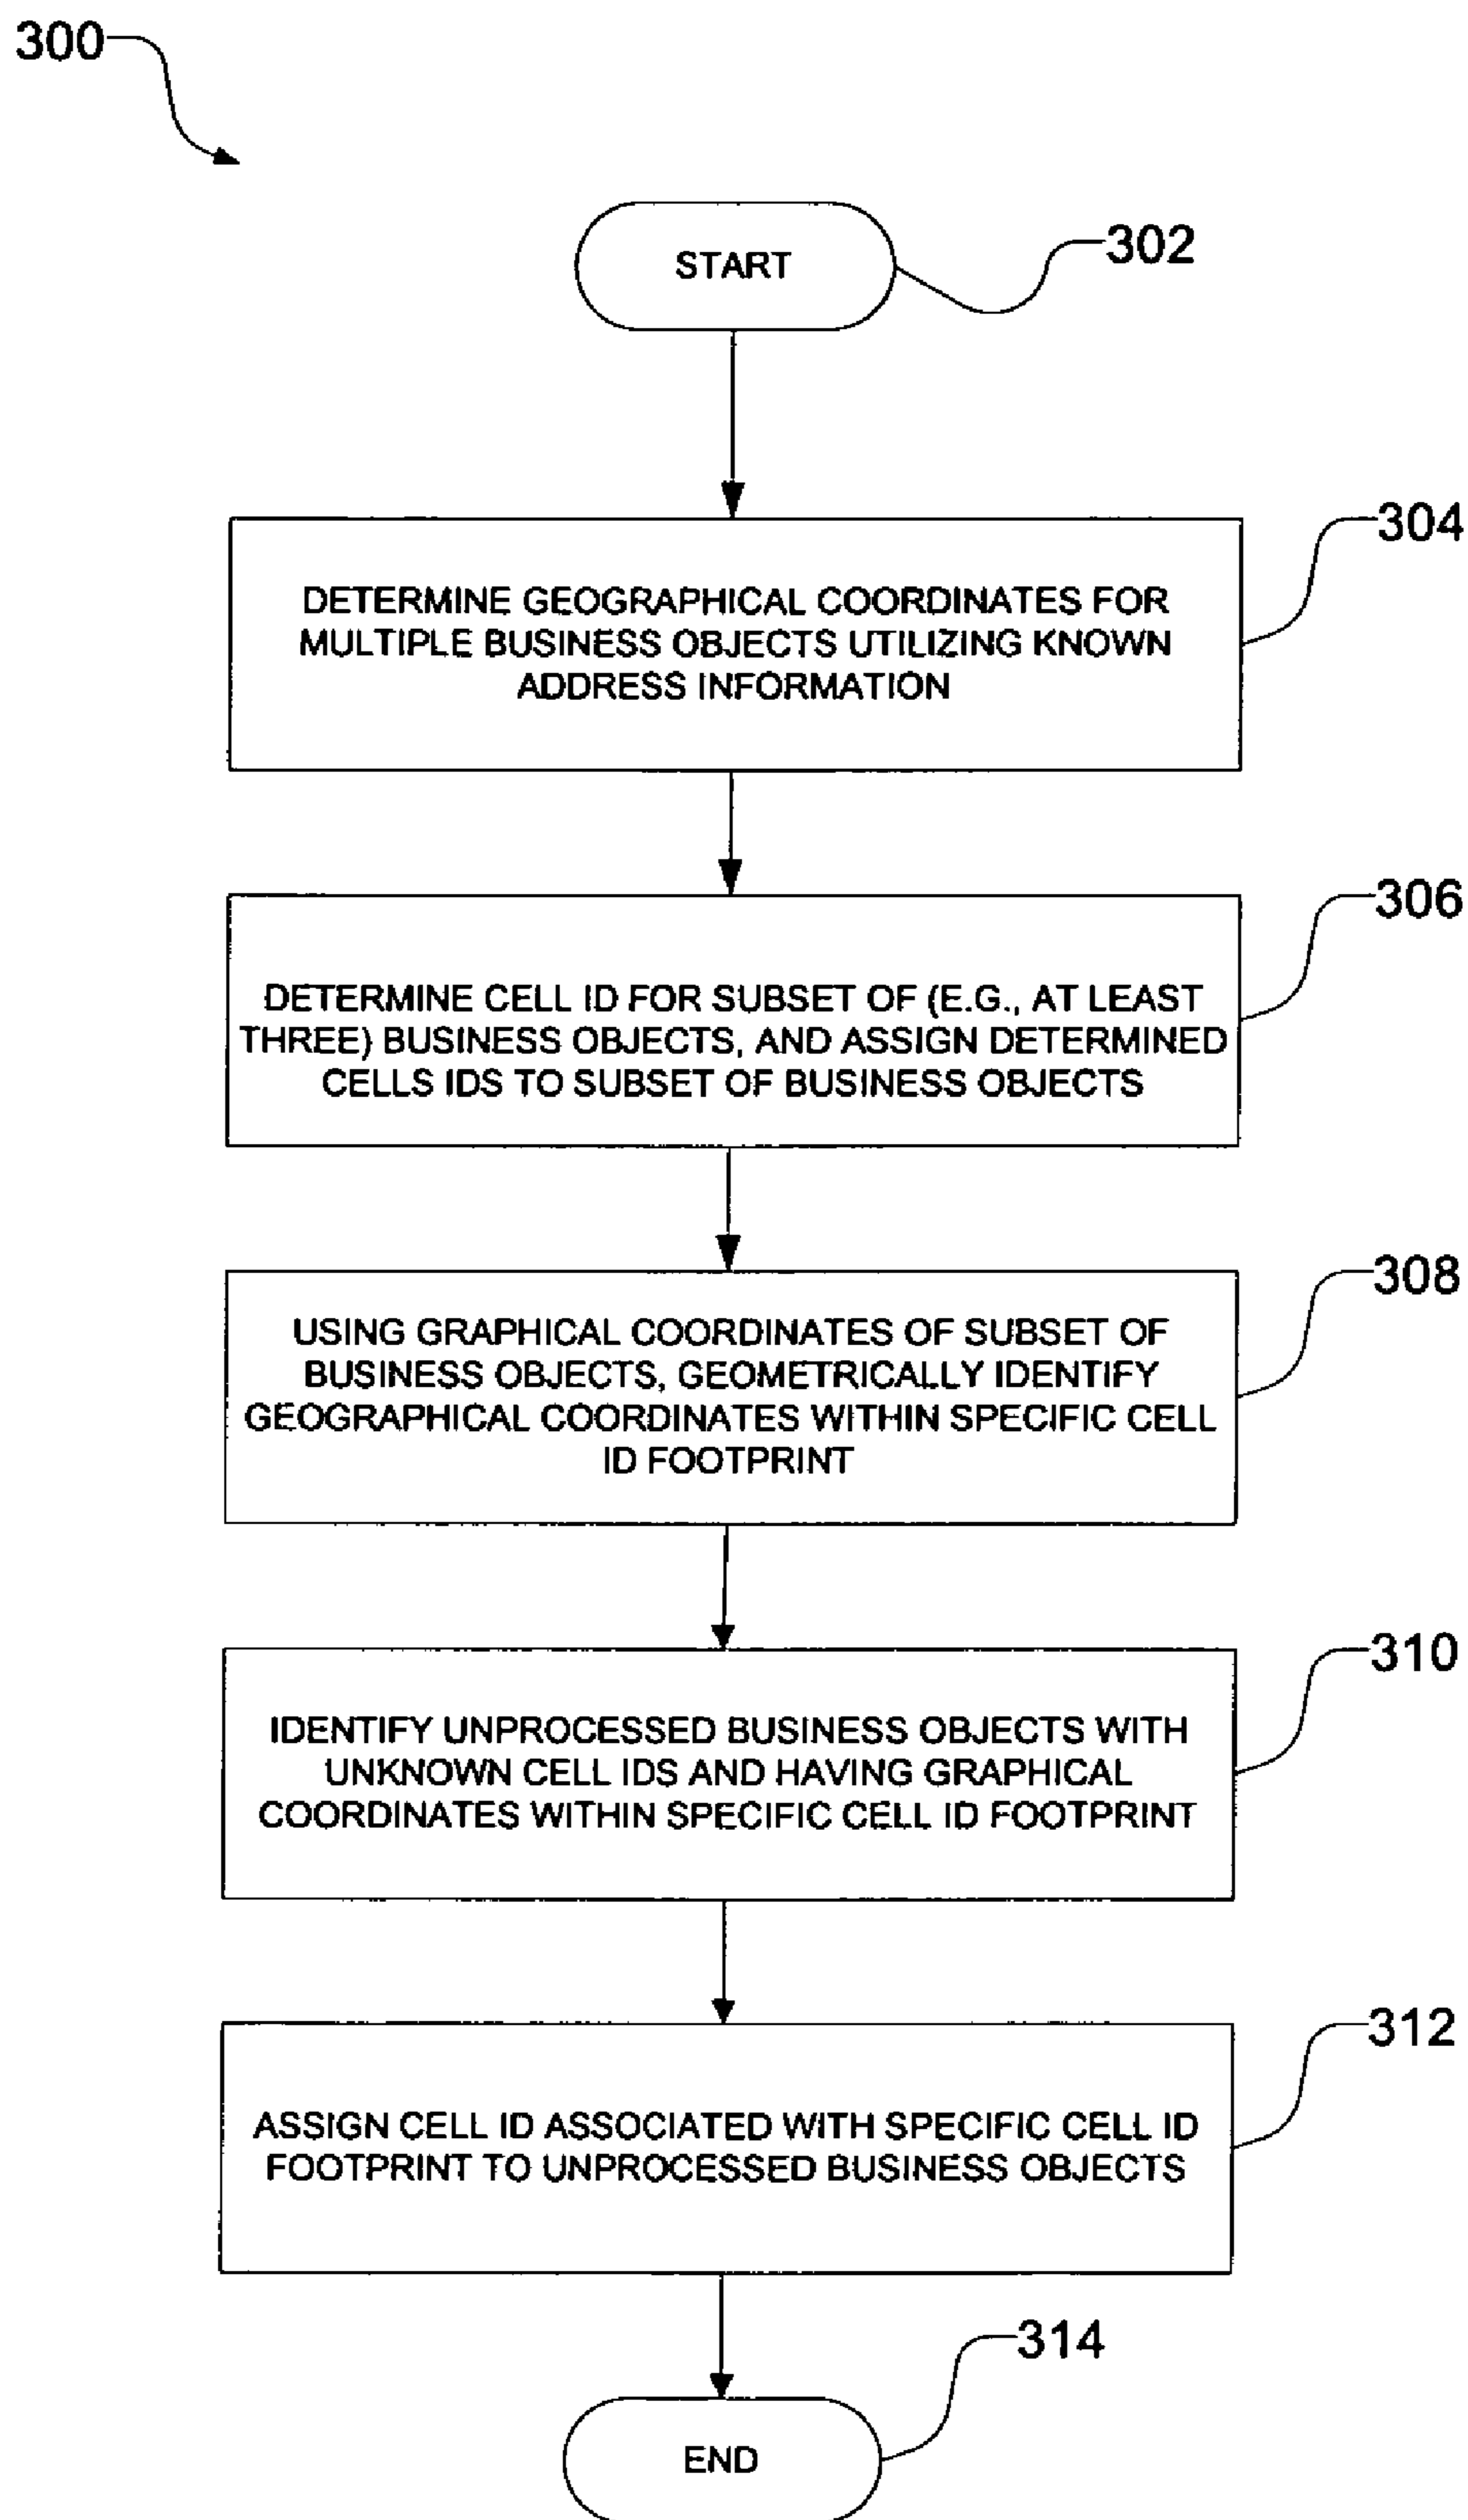 300
START
302
304
DETERMINE GEOGRAPHICAL COORDINATES FOR
MULTIPLE BUSINESS OBJECTS UTILIZING KNOWN
ADDRESS INFORMATION
306
DETERMINE CELL ID FOR SUBSET OF (E.G., AT LEAST
THREE) BUSINESS OBJECTS, AND ASSIGN DETERMINED
CELLS IDS TO SUBSET OF BUSINESS OBJECTS
308
USING GRAPHICAL COORDINATES OF SUBSET OF
BUSINESS OBJECTS, GEOMETRICALLY IDENTIFY
GEOGRAPHICAL COORDINATES WITHIN SPECIFIC CELL
ID FOOTPRINT
310
IDENTIFY UNPROCESSED BUSINESS OBJECTS WITH
UNKNOWN CELL IDS AND HAVING GRAPHICAL
COORDINATES WITHIN SPECIFIC CELL ID FOOTPRINT
312
ASSIGN CELL ID ASSOCIATED WITH SPECIFIC CELL ID
FOOTPRINT TO UNPROCESSED BUSINESS OBJECTS
314
END